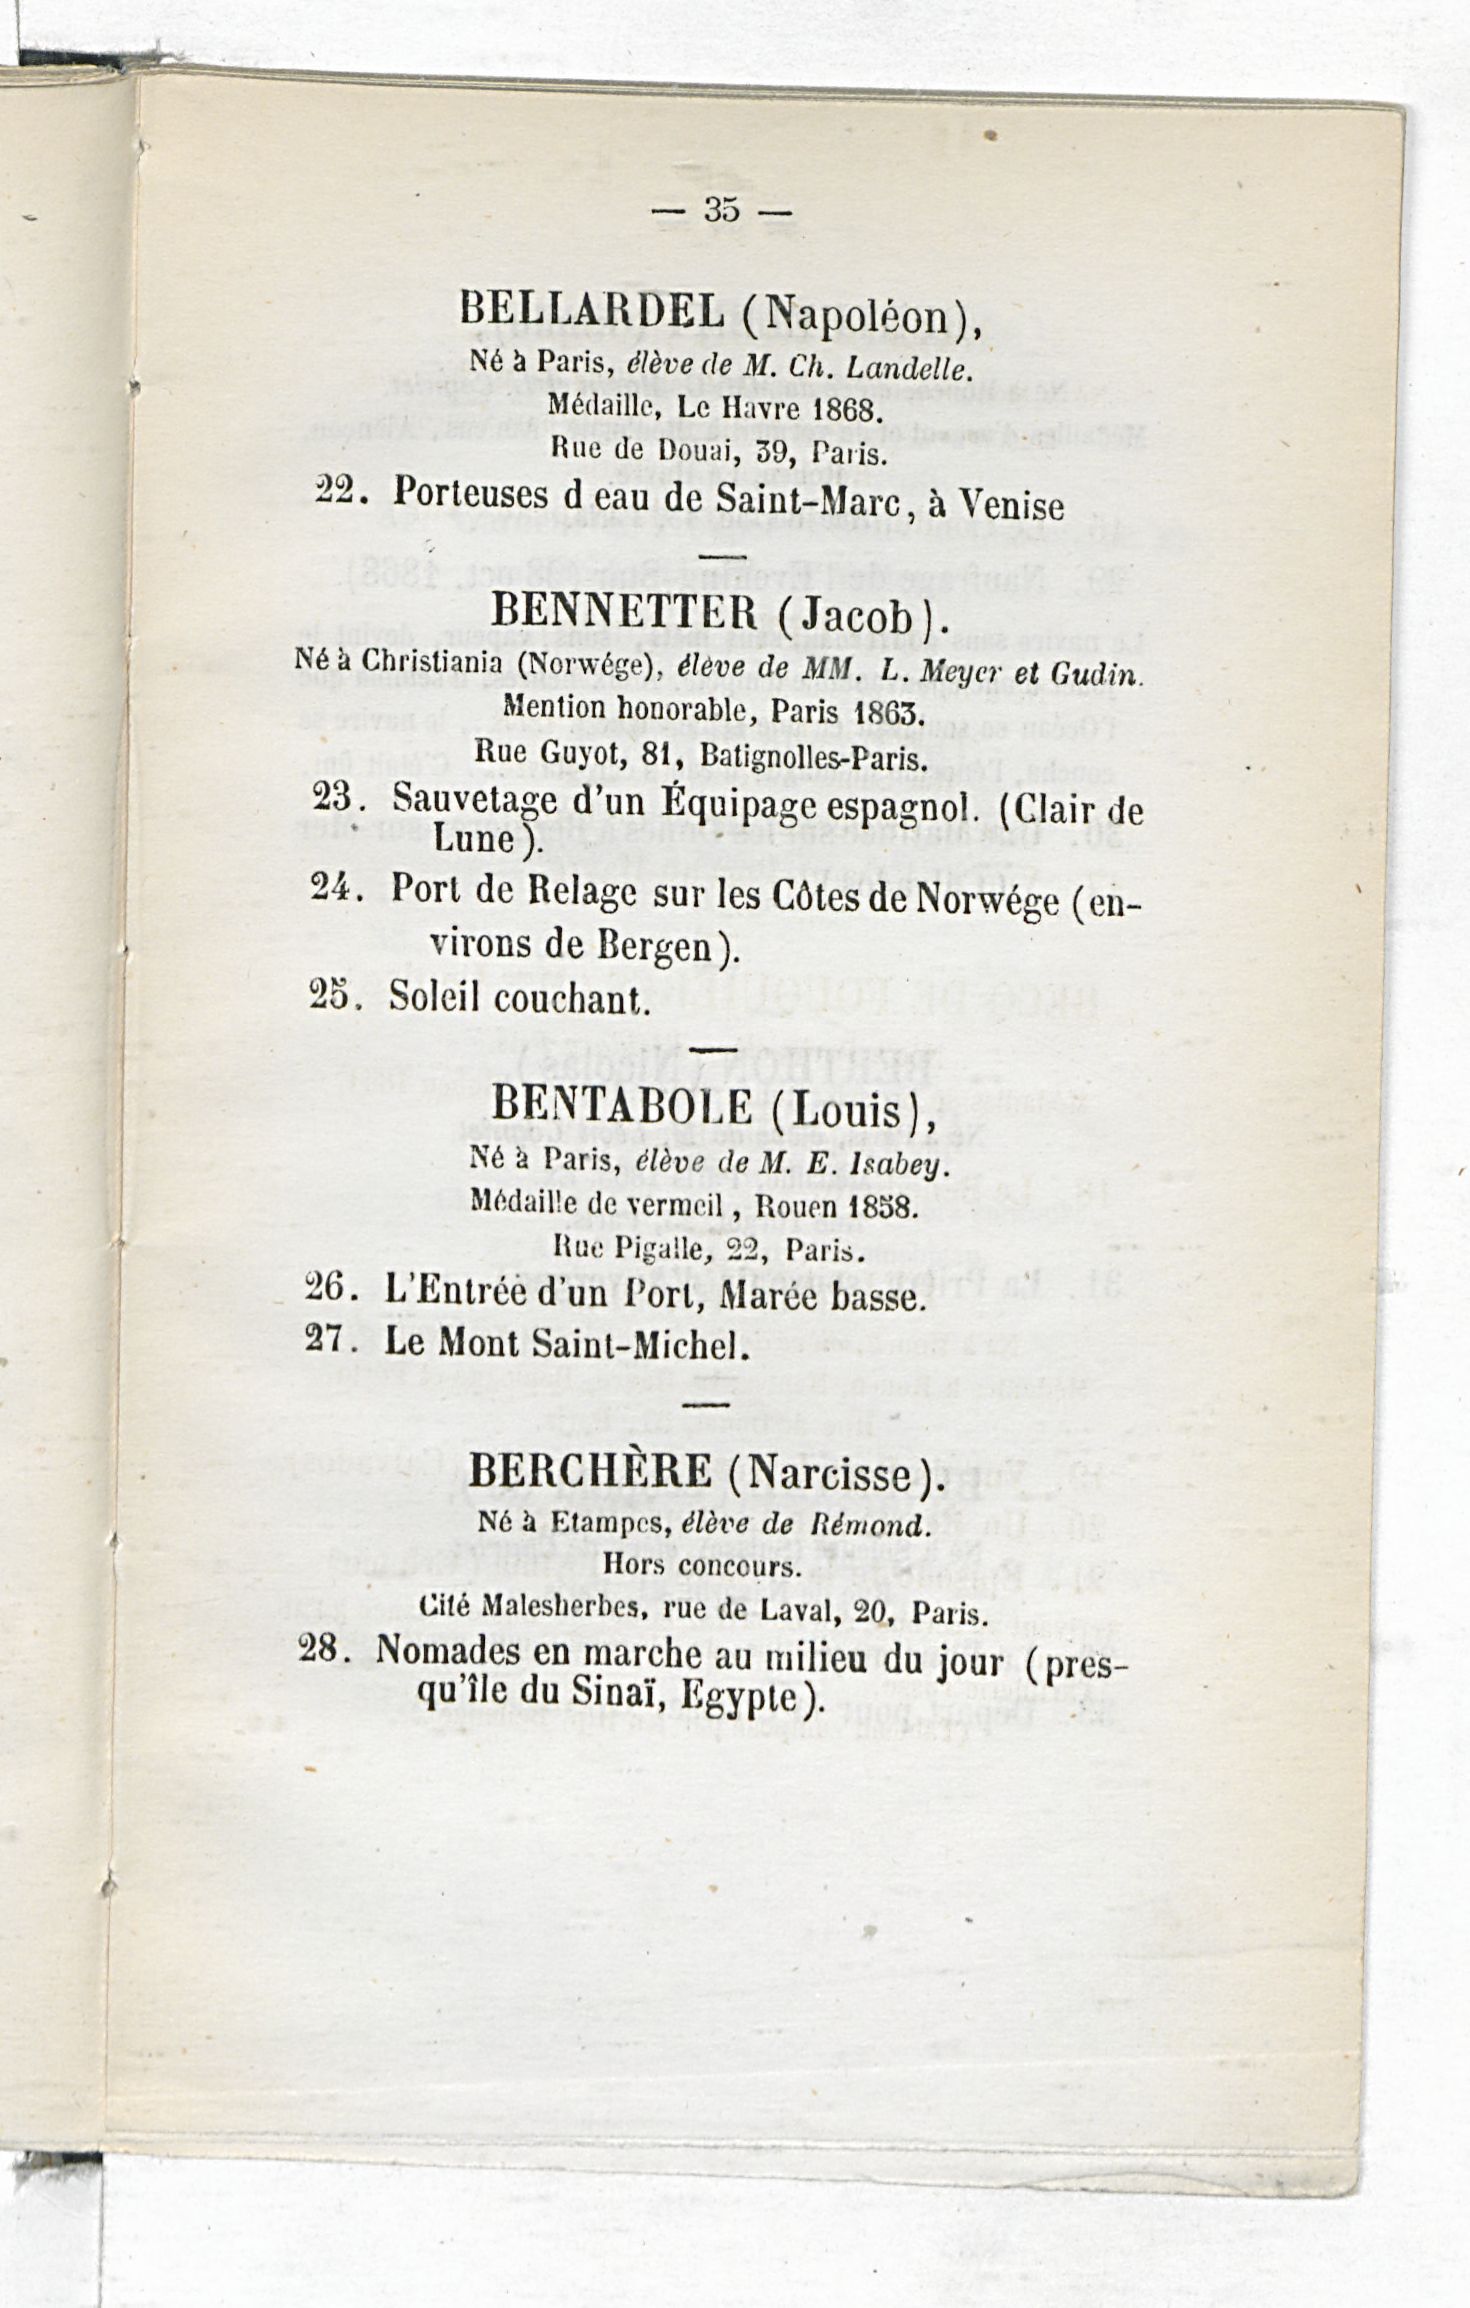 — 35 —
BELLARDEL (Napoléon),
Né à Paris, élève de M. Ch. Landelle.
Médaille, Le Havre 1868.
Rue de Douai, 39, Paris.
22. Porteuses d eau de Saint-Marc, à Venise
BENNETTER (Jacob).
Né à Christiania (Norwége), élève de MM. L. Meyer et Gudin.
Mention honorable, Paris 1863.
Rue Guyot, 81, Batignolles-Paris.
23. Sauvetage d'un Équipage espagnol. (Clair de
Lune).
24. Port de Relage sur les Côtes de Norwége (en-
virons de Bergen).
25. Soleil couchant.
BENTABOLE (Louis),
Né à Paris, élève de M. E. Isabey.
Médaille de vermeil, Rouen 1858.
Rue Pigalle, 22, Paris.
26. L'Entrée d'un Port, Marée basse.
27. Le Mont Saint-Michel.
BERCHÈRE (Narcisse).
Né à Etampes, élève de Rémond.
Hors concours.
Cité Malesherbes, rue de Laval, 20, Paris.
28. Nomades en marche au milieu du jour (pres-
qu'île du Sinaï, Egypte).